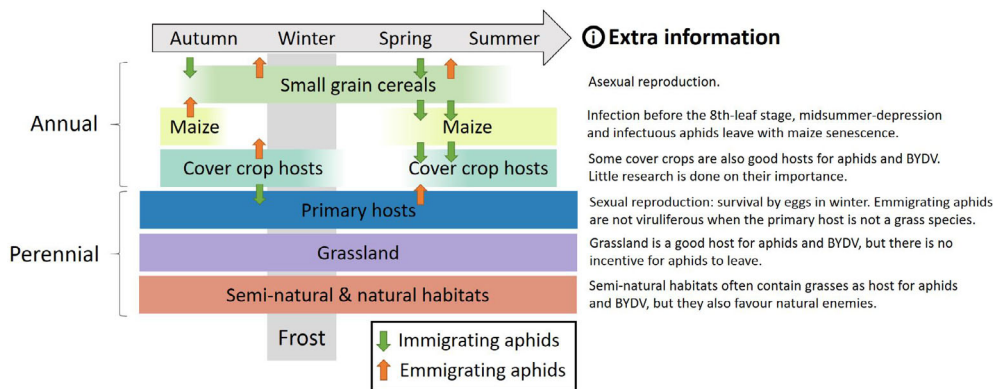 Autumn Winter Spring Summer
ⓘ Extra information
Annual
Small grain cereals
Asexual reproduction.
Maize
Maize
Infection before the 8th-leaf stage, midsummer-depression
and infectuous aphids leave with maize senescence.
Cover crop hosts
Cover crop hosts
Some cover crops are also good hosts for aphids and BYDV.
Little research is done on their importance.
Perennial
Primary hosts
Sexual reproduction: survival by eggs in winter. Emmigrating aphids
are not viruliferous when the primary host is not a grass species.
Grassland
Grassland is a good host for aphids and BYDV, but there is no
incentive for aphids to leave.
Semi-natural & natural habitats
Semi-natural habitats often contain grasses as host for aphids
and BYDV, but they also favour natural enemies.
Frost
Immigrating aphids
Emmigrating aphids